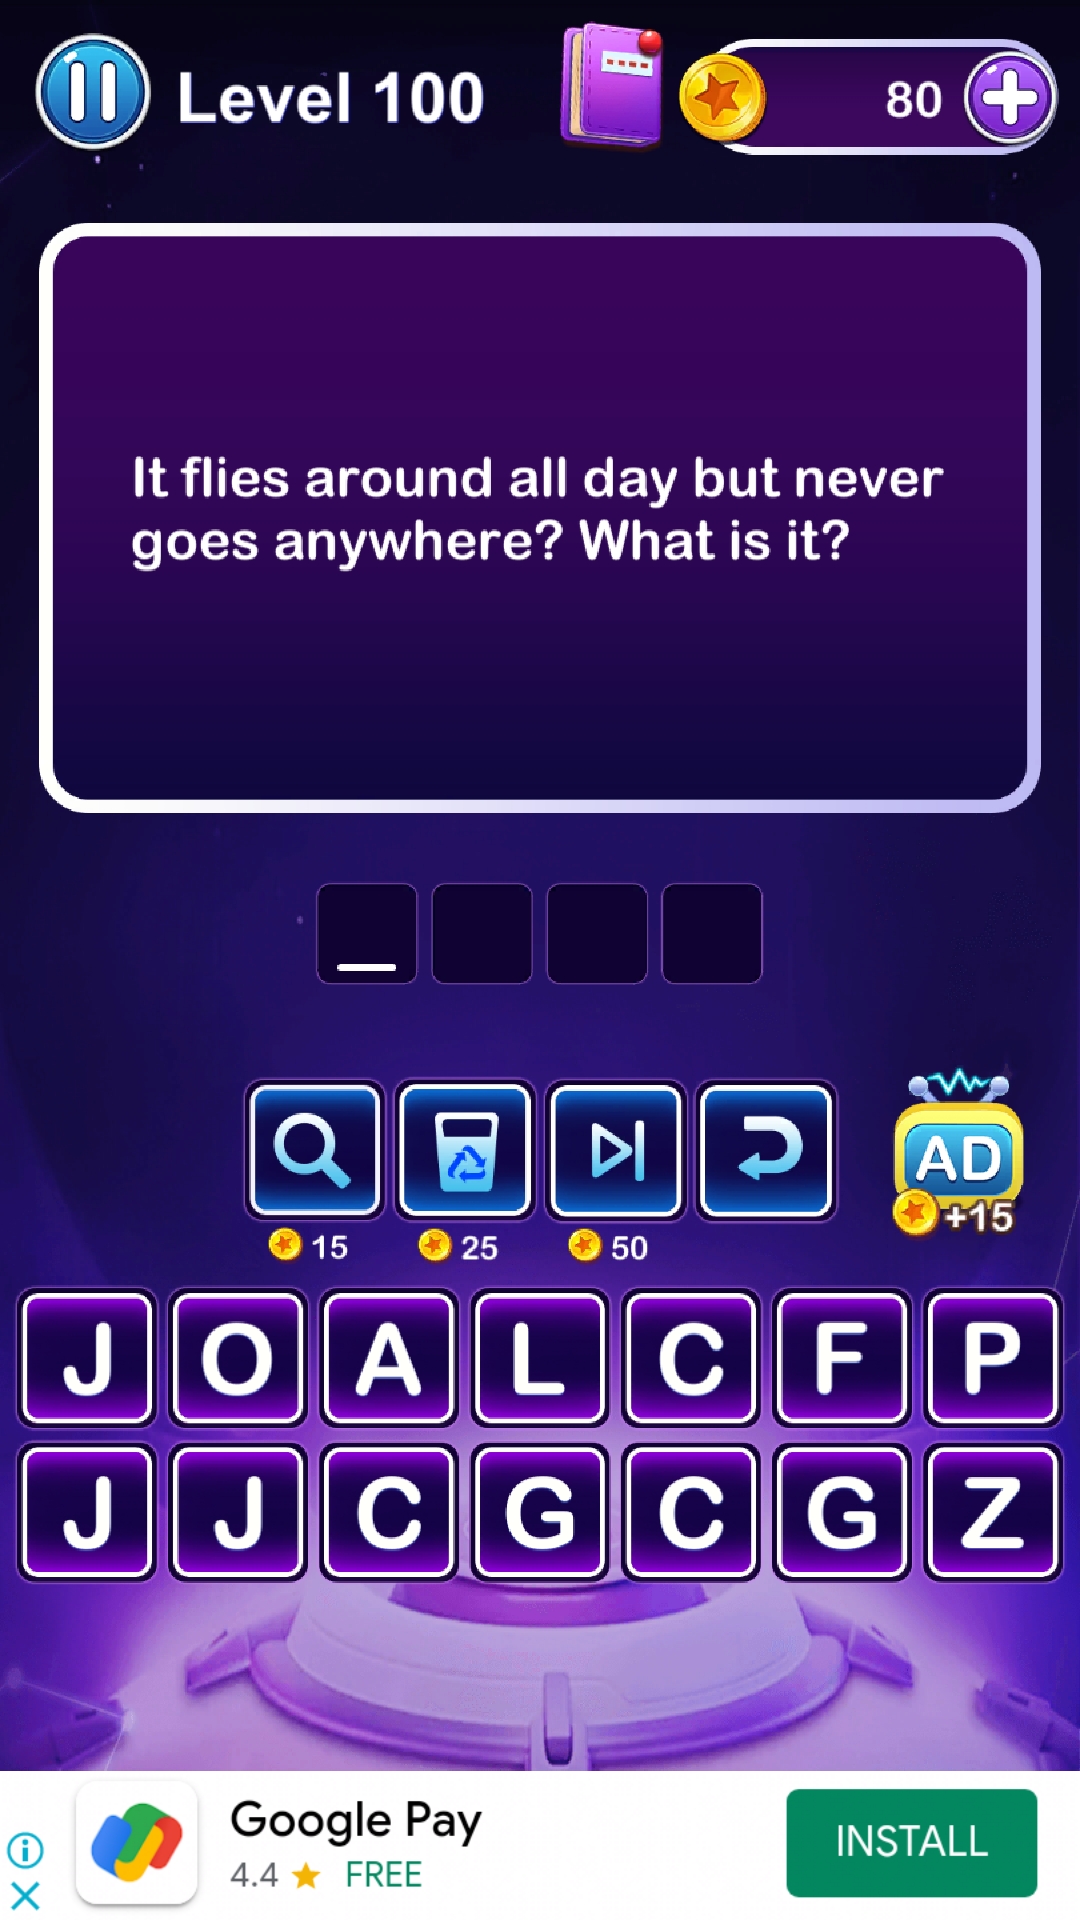 Level 100
80
It flies around all day but never
goes anywhere? What is it?
AD
+15
15 25 50
J O A L C F P
J J C G C G Z
Google Pay
4.4 FREE
INSTALL